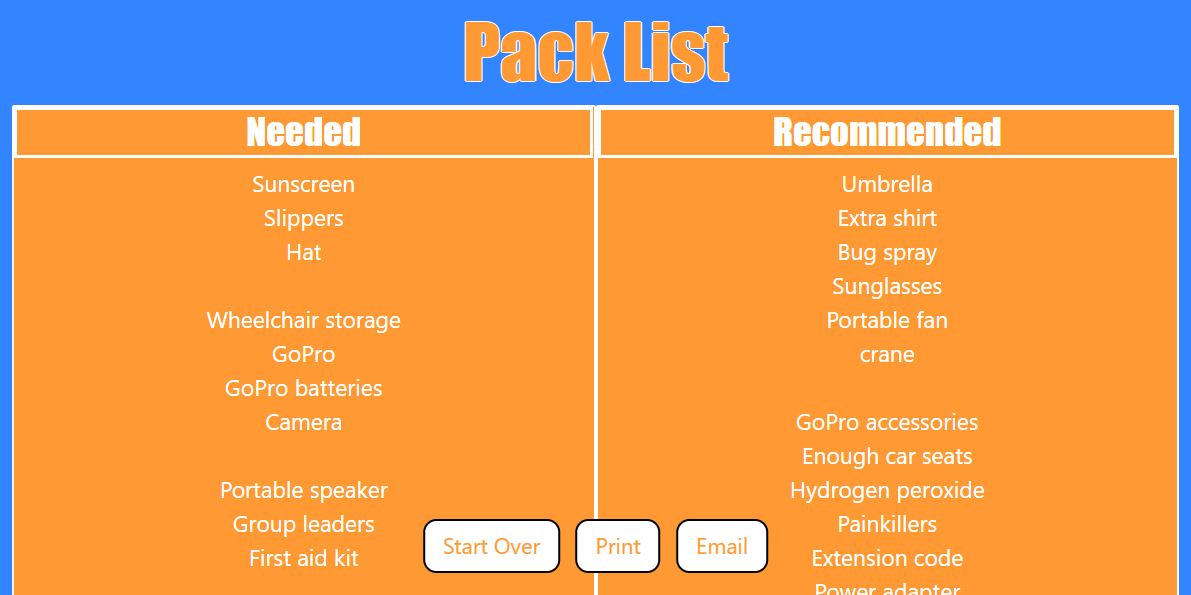 Pack List
Needed
Sunscreen
Slippers
Hat
Wheelchair storage
GoPro
GoPro batteries
Camera
Portable speaker
Group leaders
First aid kit
Recommended
Umbrella
Extra shirt
Bug spray
Sunglasses
Portable fan
crane
GoPro accessories
Enough car seats
Hydrogen peroxide
Painkillers
Extension code
Power adapter
Start Over
Print
Email